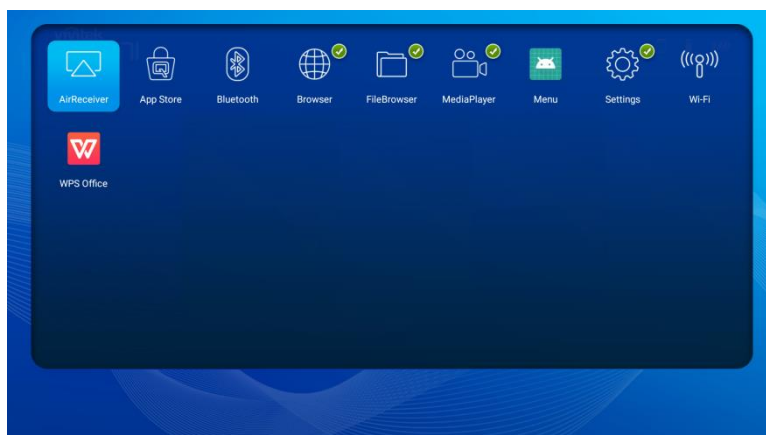 AirReceiver
App Store
Bluetooth
Browser
FileBrowser
MediaPlayer
Menu
Settings
Wi-Fi
WPS Office